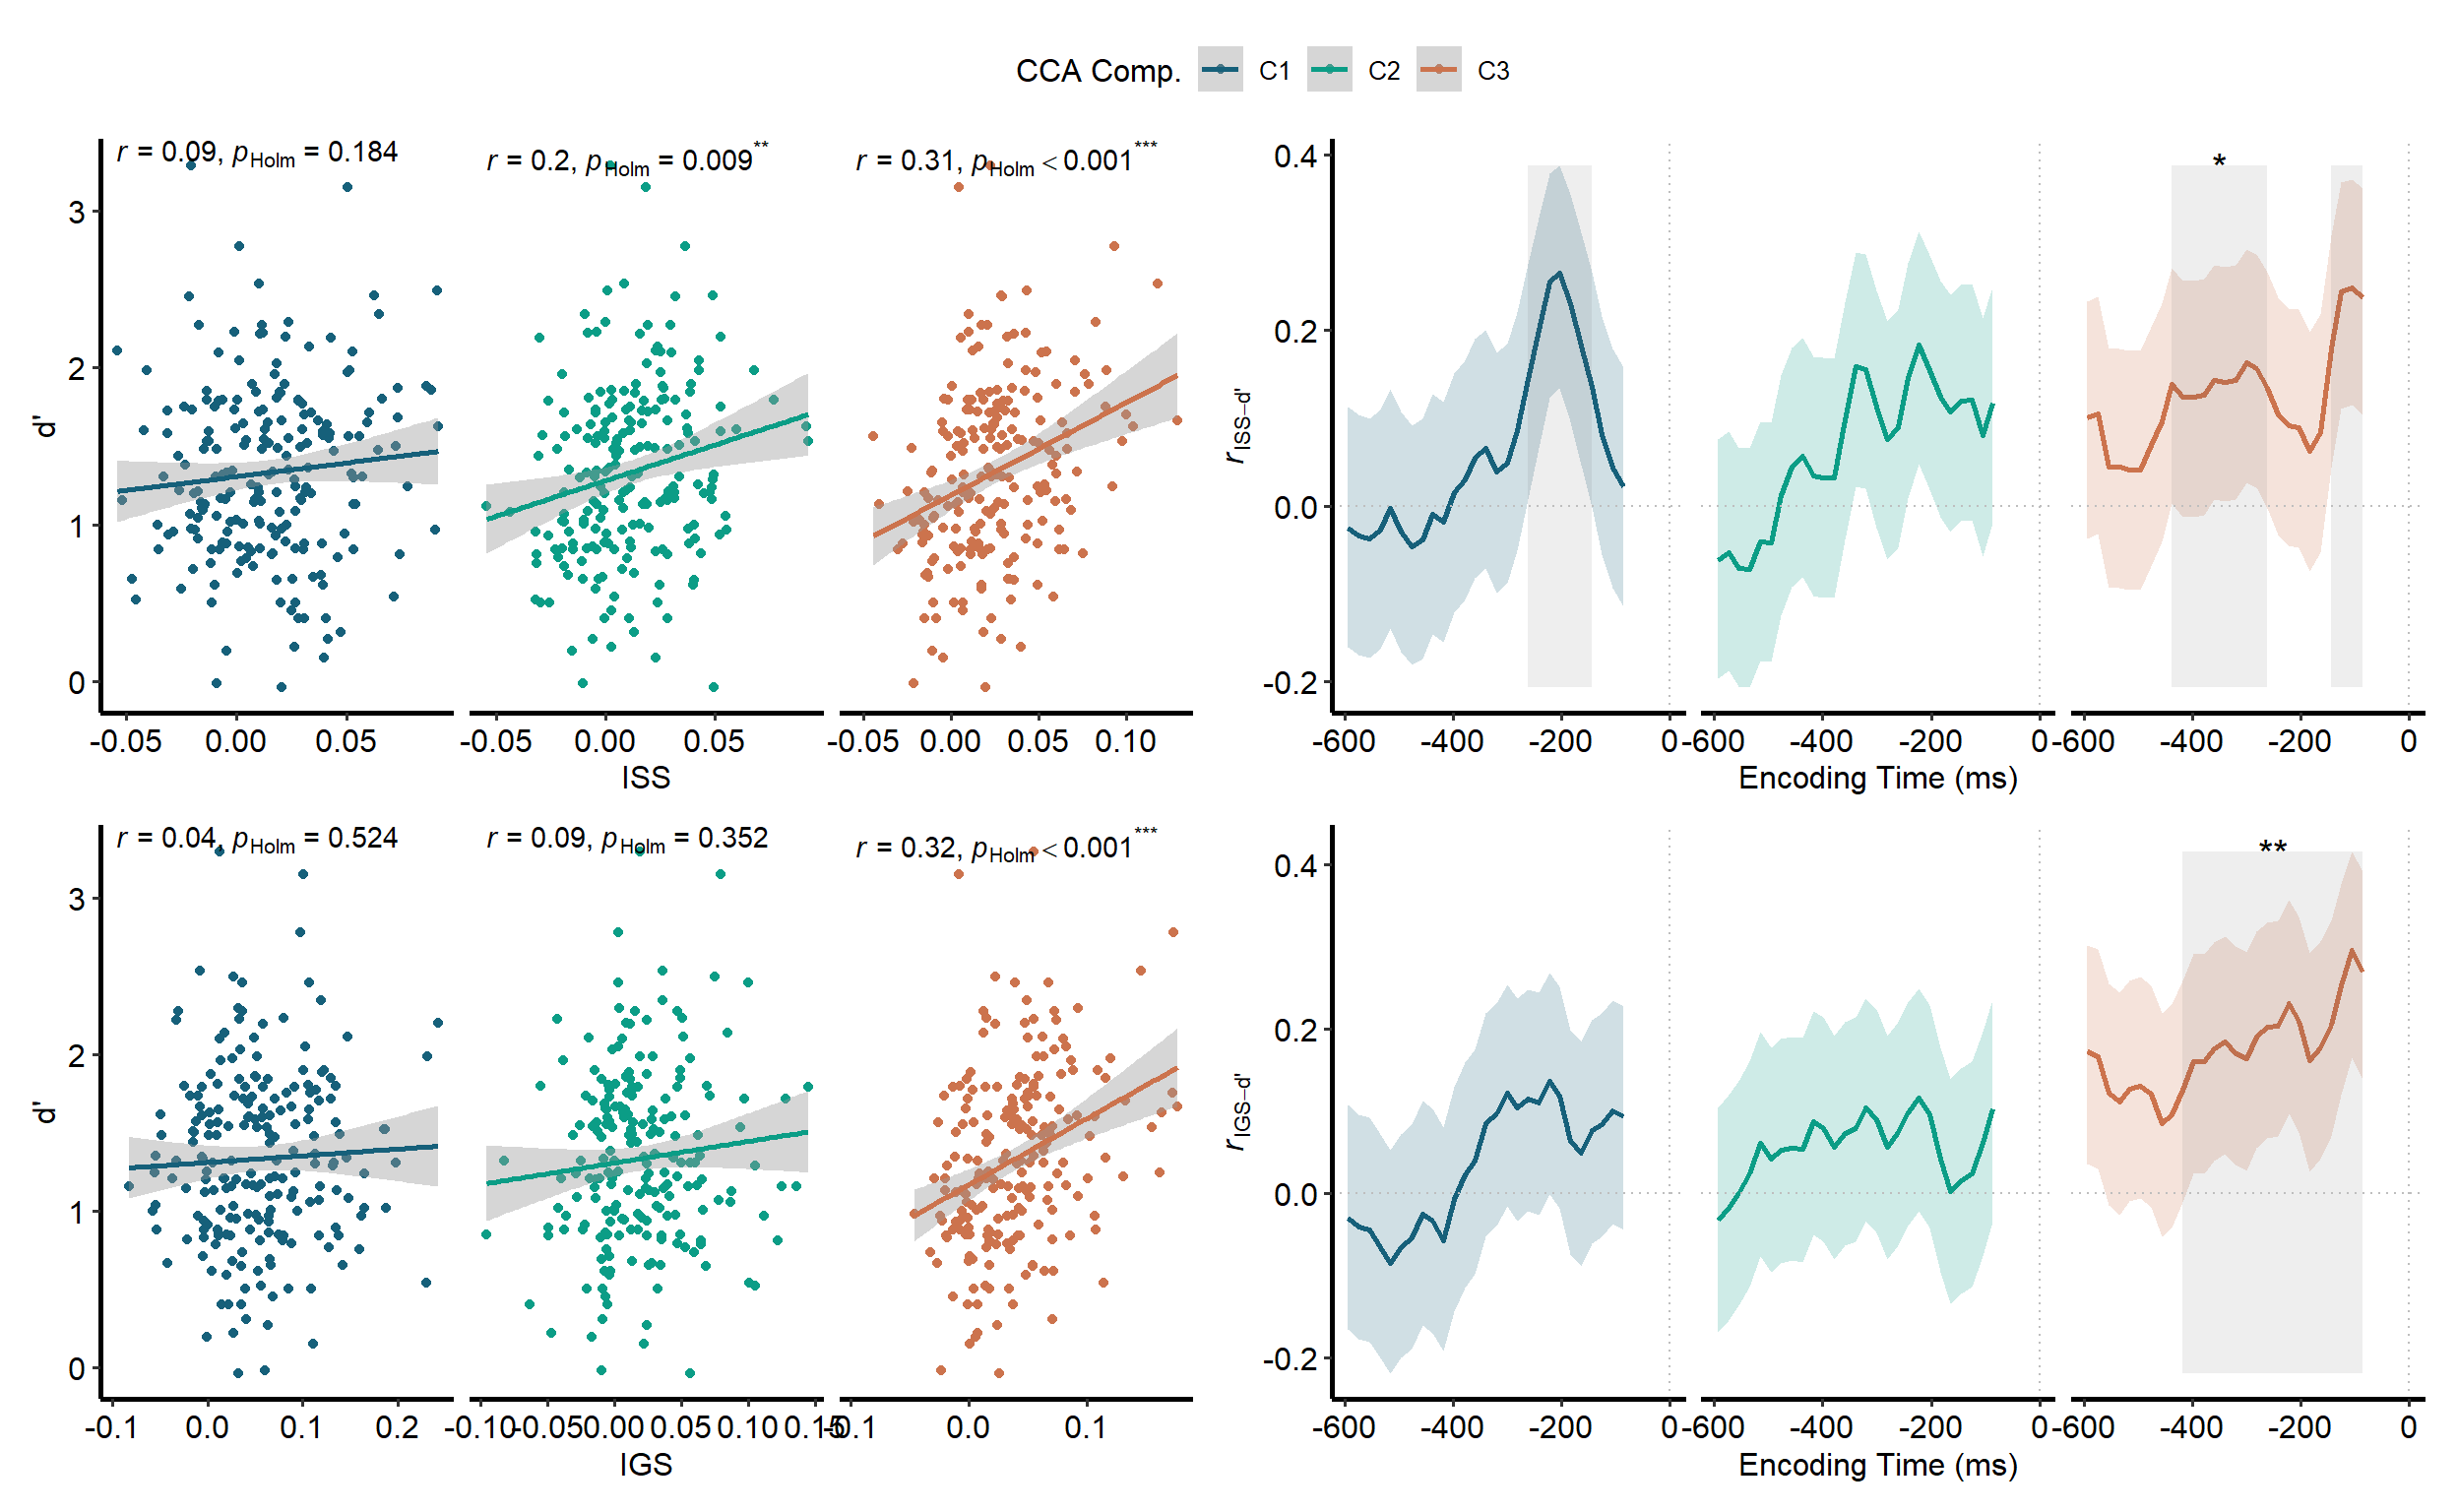 CCA Comp. C1 C2 C3
r = 0.09, pHolm = 0.184
r = 0.2, pHolm = 0.009**
r = 0.31, pHolm < 0.001***
d'
3
2
1
0
-0.05 0.00 0.05
-0.05 0.00 0.05
-0.05 0.00 0.05 0.10
ISS
rISS−d'
0.4
0.2
0.0
-0.2
*
-600 -400 -200 0
-600 -400 -200 0
-600 -400 -200 0
Encoding Time (ms)
r = 0.04, pHolm = 0.524
r = 0.09, pHolm = 0.352
r = 0.32, pHolm < 0.001***
d'
3
2
1
0
-0.1 0.0 0.1 0.2
-0.10 -0.05 0.00 0.05 0.10 0.15
-0.1 0.0 0.1
IGS
rIGS−d'
0.4
0.2
0.0
-0.2
**
-600 -400 -200 0
-600 -400 -200 0
-600 -400 -200 0
Encoding Time (ms)